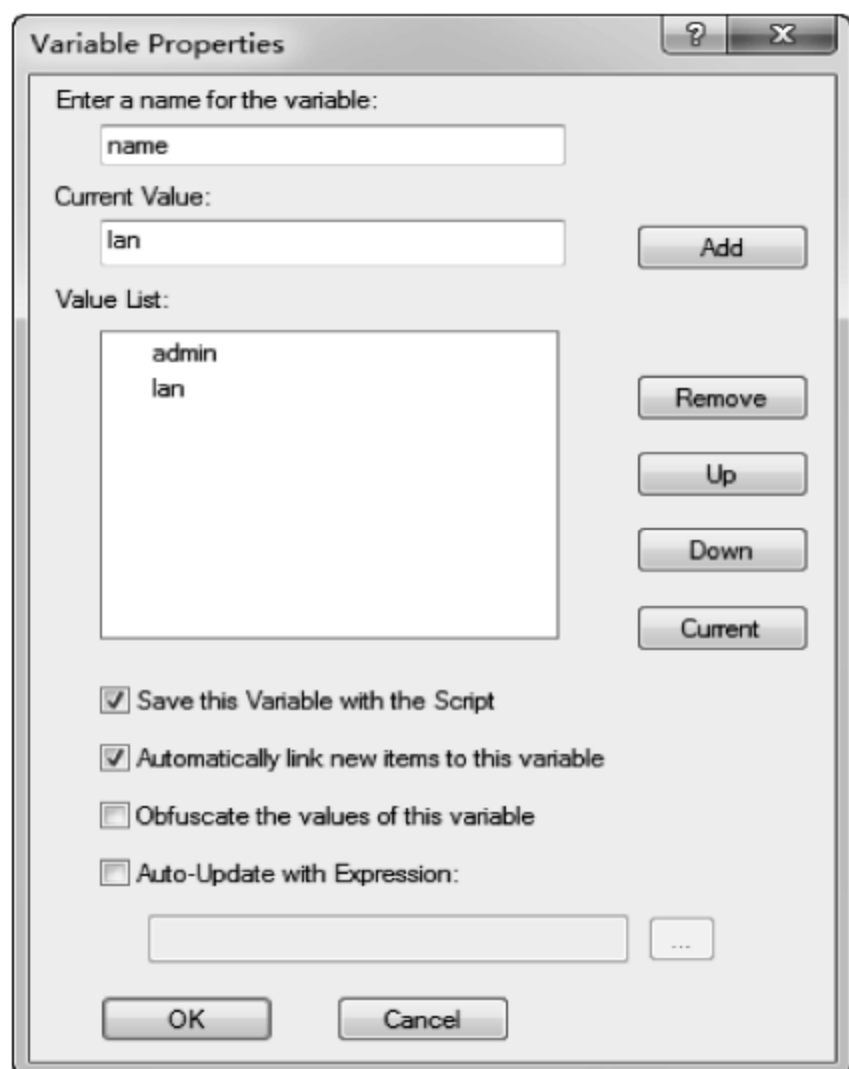 Variable Properties
?
Enter a name for the variable:
name
Current Value:
lan
Add
Value List:
admin
lan
Remove
Up
Down
Current
Save this Variable with the Script
Automatically link new items to this variable
Obfuscate the values of this variable
Auto-Update with Expression:
...
OK Cancel